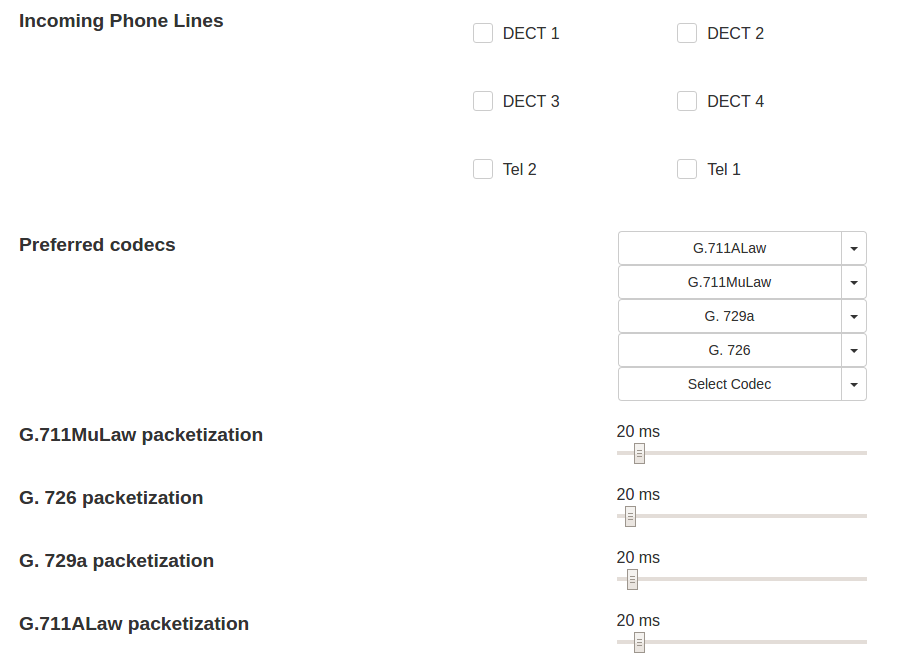 Incoming Phone Lines
DECT 1
DECT 2
DECT 3
DECT 4
Tel 2
Tel 1
Preferred codecs
G.711ALaw
G.711MuLaw
G. 729a
G. 726
Select Codec
G.711MuLaw packetization
20 ms
G. 726 packetization
20 ms
G. 729a packetization
20 ms
G.711ALaw packetization
20 ms